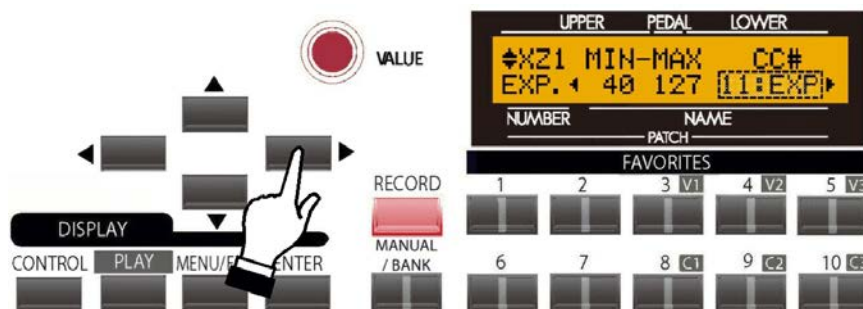 VALUE
UPPER PEDAL LOWER
XZ1 MIN-MAX CC#
EXP. 40 127 11:EXP
NUMBER NAME
PATCH
FAVORITES
RECORD
1 2 3 V1 4 V2 5 V3
DISPLAY
MANUAL
/ BANK
CONTROL PLAY MENU/E ENTER
6 7 8 C1 9 C2 10 C3